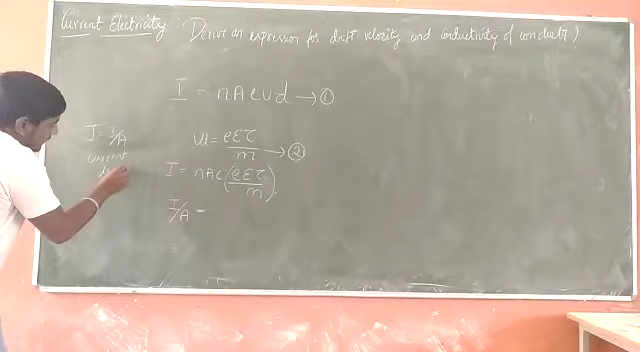 Current Electricity (Derive an expression for drift velocity and conductivity of conduct)
I = nAeVd → ①
J = I/A
current
Vd = eEτ/m → ②
I = nAe(eEτ/m)
I/A =